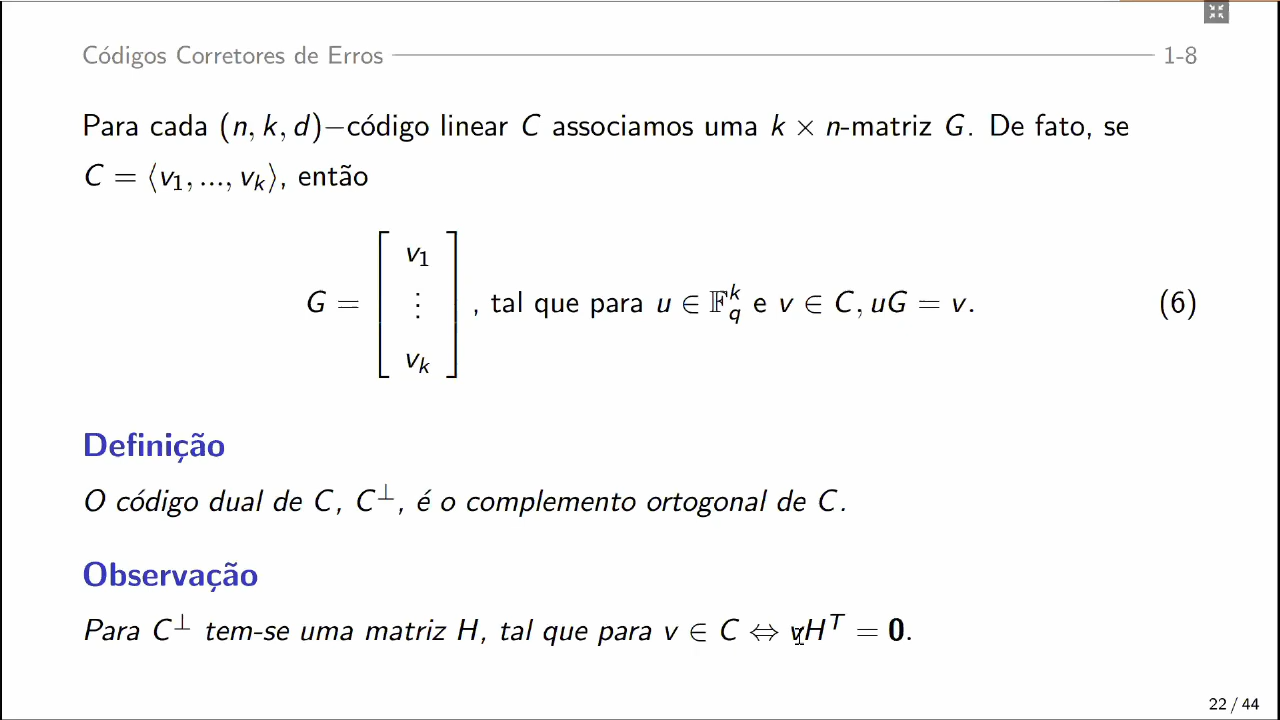 Códigos Corretores de Erros 1-8
Para cada (n, k, d)−código linear C associamos uma k × n-matriz G. De fato, se
C = ⟨v₁, ..., vₖ⟩, então
G = [ v₁ ⋮ vₖ ] , tal que para u ∈ 𝔽_q^k e v ∈ C, uG = v. (6)
Definição
O código dual de C, C^⊥, é o complemento ortogonal de C.
Observação
Para C^⊥ tem-se uma matriz H, tal que para v ∈ C ⇔ vH^T = 0.
22 / 44